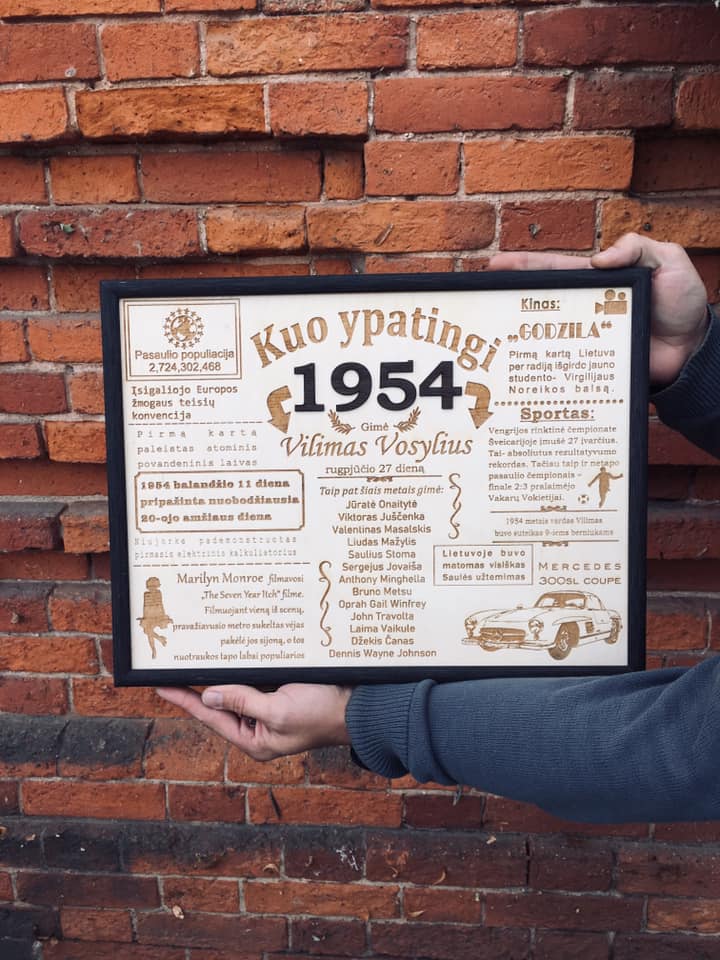 Kuo ypatingi
1954
Gimė
Vilimas Vosylius
rugpjūčio 27 dieną
Pasaulio populiacija
2,724,302,468
Įsigaliojo Europos
žmogaus teisių
konvencija
Pirmą kartą
paleistas atominis
povandeninis laivas
1954 balandžio 11 diena
pripažinta nuobodžiausia
20-ojo amžiaus diena
Niujorke pademonstruotas
pirmasis elektrinis kalkuliatorius
Marilyn Monroe filmavosi
„The Seven Year Itch" filme.
Filmuojant vieną iš scenų,
pravažiavusio metro sukeltas vėjas
pakėlė jos sijoną, o tos
nuotraukos tapo labai populiarios
Taip pat šiais metais gimė:
Jūratė Onaitytė
Viktoras Juščenka
Valentinas Masalskis
Liudas Mažylis
Saulius Stoma
Sergejus Jovaiša
Anthony Minghella
Bruno Metsu
Oprah Gail Winfrey
John Travolta
Laima Vaikule
Džekis Čanas
Dennis Wayne Johnson
Kinas:
„GODZILA“
Pirmą kartą Lietuva
per radiją išgirdo jauno
studento- Virgilijaus
Noreikos balsą.
Sportas:
Vengrijos rinktinė čempionate
Šveicarijoje įmušė 27 įvarčius.
Tai- absoliutus rezultatyvumo
rekordas. Tačiau taip ir netapo
pasaulio čempionais -
finale 2:3 pralaimėjo
Vakarų Vokietijai.
1954 metais vardas Vilimas
buvo suteikas 9-iems berniukams
Lietuvoje buvo
matomas visiškas
Saulės užtemimas
MERCEDES
300SL COUPE